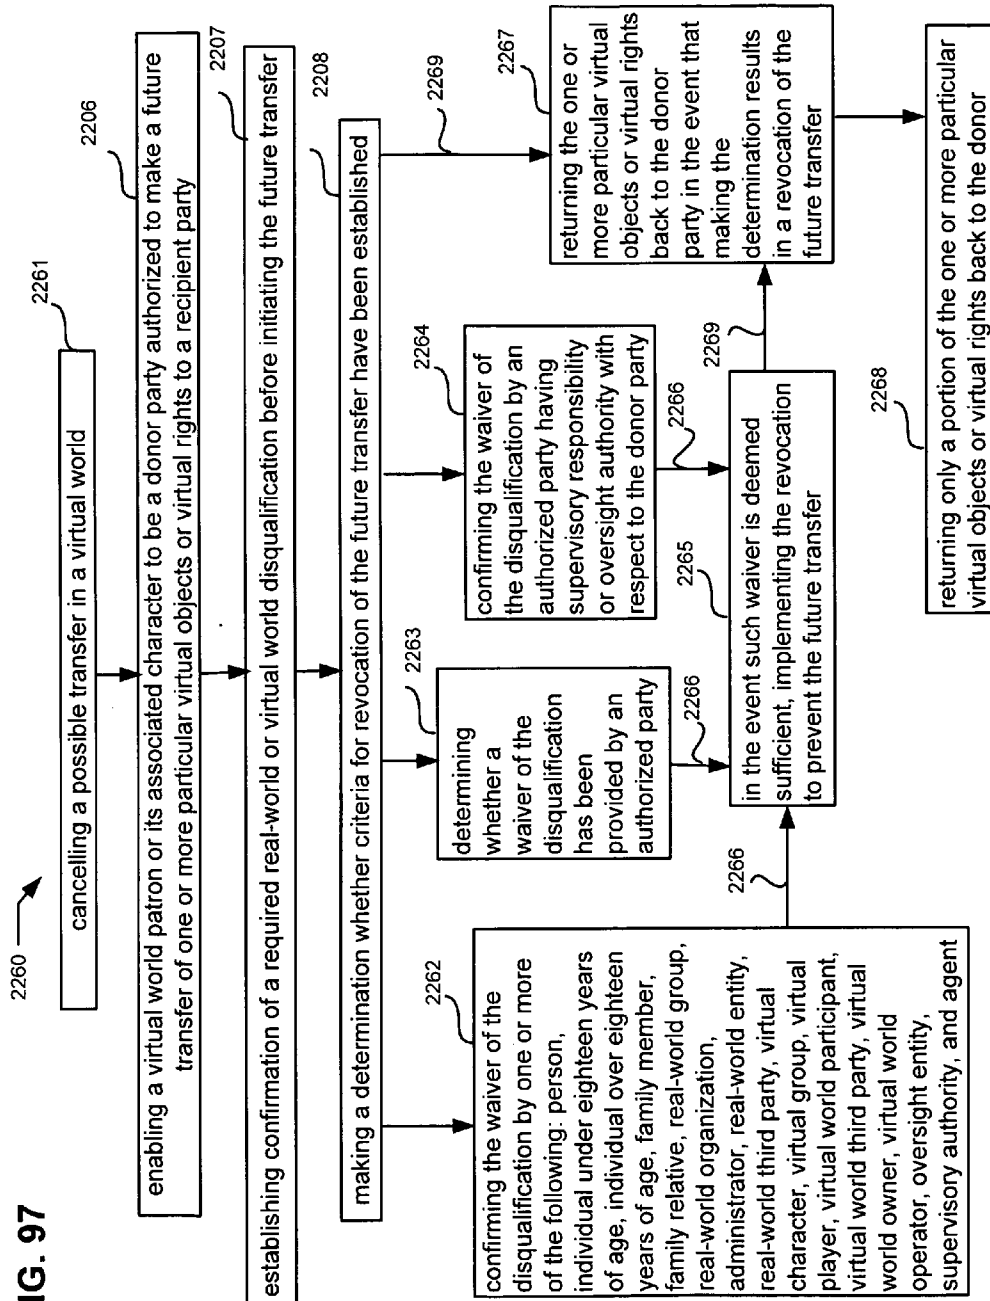 IG. 97
2260
2261
cancelling a possible transfer in a virtual world
2206
enabling a virtual world patron or its associated character to be a donor party authorized to make a future
transfer of one or more particular virtual objects or virtual rights to a recipient party
2207
establishing confirmation of a required real-world or virtual world disqualification before initiating the future transfer
2208
making a determination whether criteria for revocation of the future transfer have been established
2262
confirming the waiver of the
disqualification by one or more
of the following: person,
individual under eighteen years
of age, individual over eighteen
years of age, family member,
family relative, real-world group,
real-world organization,
administrator, real-world entity,
real-world third party, virtual
character, virtual group, virtual
player, virtual world participant,
virtual world third party, virtual
world owner, virtual world
operator, oversight entity,
supervisory authority, and agent
2263
determining
whether a
waiver of the
disqualification
has been
provided by an
authorized party
2264
confirming the waiver of
the disqualification by an
authorized party having
supervisory responsibility
or oversight authority with
respect to the donor party
2269
2267
returning the one or
more particular virtual
objects or virtual rights
back to the donor
party in the event that
making the
determination results
in a revocation of the
future transfer
2266
2266
2266
2265
in the event such waiver is demed
sufficient, implementing the revocation
to prevent the future transfer
2269
2268
returning only a portion of the one or more particular
virtual objects or virtual rights back to the donor